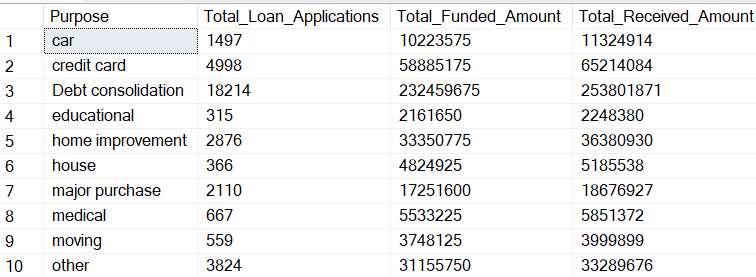 Purpose Total_Loan_Applications Total_Funded_Amount Total_Received_Amount
1 car 1497 10223575 11324914
2 credit card 4998 58885175 65214084
3 Debt consolidation 18214 232459675 253801871
4 educational 315 2161650 2248380
5 home improvement 2876 33350775 36380930
6 house 366 4824925 5185538
7 major purchase 2110 17251600 18676927
8 medical 667 5533225 5851372
9 moving 559 3748125 3999899
10 other 3824 31155750 33289676